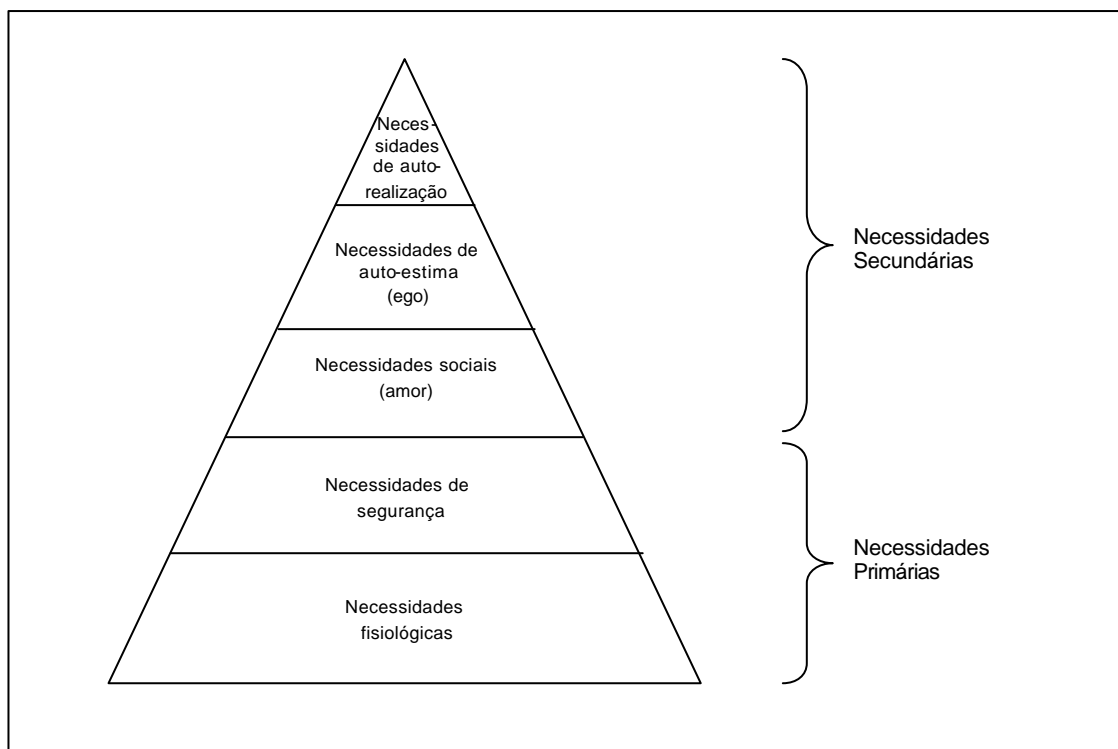 Neces-
sidades
de auto-
realização
Necessidades de
auto-estima
(ego)
Necessidades sociais
(amor)
Necessidades de
segurança
Necessidades
fisiológicas
Necessidades
Secundárias
Necessidades
Primárias